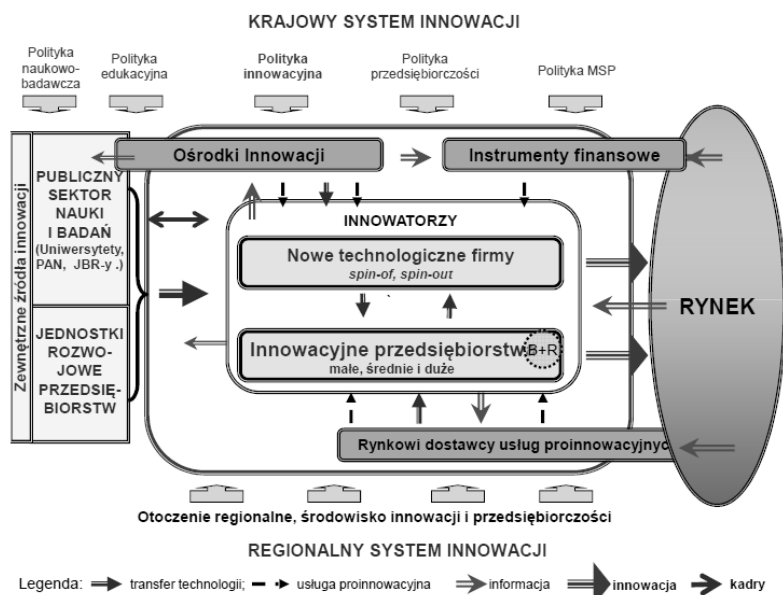 KRAJOWY SYSTEM INNOWACJI
Polityka
naukowo-
badawcza
Polityka
edukacyjna
Polityka
innowacyjna
Polityka
przedsiębiorczości
Polityka MSP
Zewnętrzne źródła innowacji
PUBLICZNY
SEKTOR
NAUKI
I BADAŃ
(Uniwersytety,
PAN, JBR-y .)
JEDNOSTKI
ROZWO-
JOWE
PRZEDSIĘ-
BIORSTW
Ośrodki Innowacji
Instrumenty finansowe
INNOWATORZY
Nowe technologiczne firmy
spin-of, spin-out
Innowacyjne przedsiębiorstw
B+R
małe, średnie i duże
RYNEK
Rynkowi dostawcy usług proinnowacyjnyc
Otoczenie regionalne, środowisko innowacji i przedsiębiorczości
REGIONALNY SYSTEM INNOWACJI
Legenda: transfer technologii; usługa proinnowacyjna informacja innowacja kadry